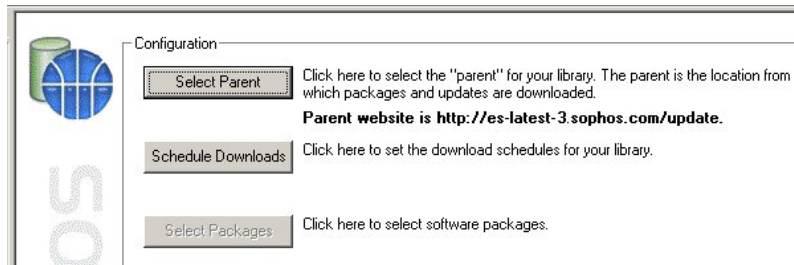 Configuration
Select Parent
Click here to select the "parent" for your library. The parent is the location from
which packages and updates are downloaded.
Parent website is http://es-latest-3.sophos.com/update.
Schedule Downloads
Click here to set the download schedules for your library.
Select Packages
Click here to select software packages.